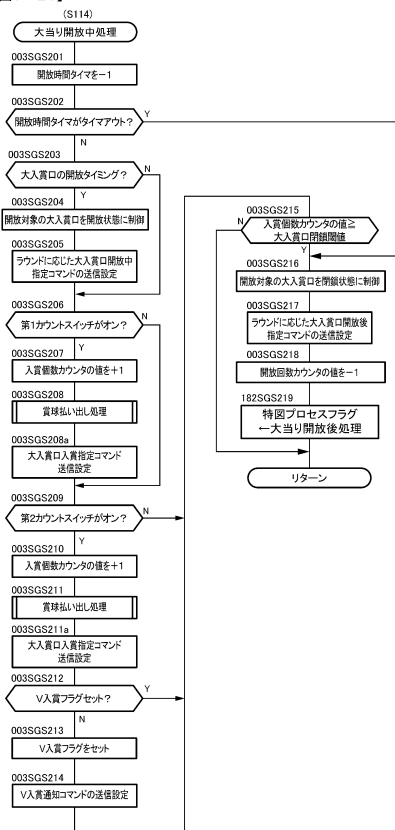 (S114)
大当り開放中処理
003SGS201
開放時間タイマを−1
003SGS202
開放時間タイマがタイムアウト?
Y
N
003SGS203
大入賞口の開放タイミング?
N
Y
003SGS204
開放対象の大入賞口を開放状態に制御
003SGS205
ラウンドに応じた大入賞口開放中
指定コマンドの送信設定
003SGS206
第1カウントスイッチがオン?
N
Y
003SGS207
入賞個数カウンタの値を+1
003SGS208
賞球払い出し処理
003SGS208a
大入賞口入賞指定コマンド
送信設定
003SGS209
第2カウントスイッチがオン?
N
Y
003SGS210
入賞個数カウンタの値を+1
003SGS211
賞球払い出し処理
003SGS211a
大入賞口入賞指定コマンド
送信設定
003SGS212
V入賞フラグセット?
Y
N
003SGS213
V入賞フラグをセット
003SGS214
V入賞通知コマンドの送信設定
003SGS215
入賞個数カウンタの値≧
大入賞口閉鎖閾値
N
Y
003SGS216
開放対象の大入賞口を閉鎖状態に制御
003SGS217
ラウンドに応じた大入賞口開放後
指定コマンドの送信設定
003SGS218
開放回数カウンタの値を−1
182SGS219
特図プロセスフラグ
←大当り開放後処理
リターン